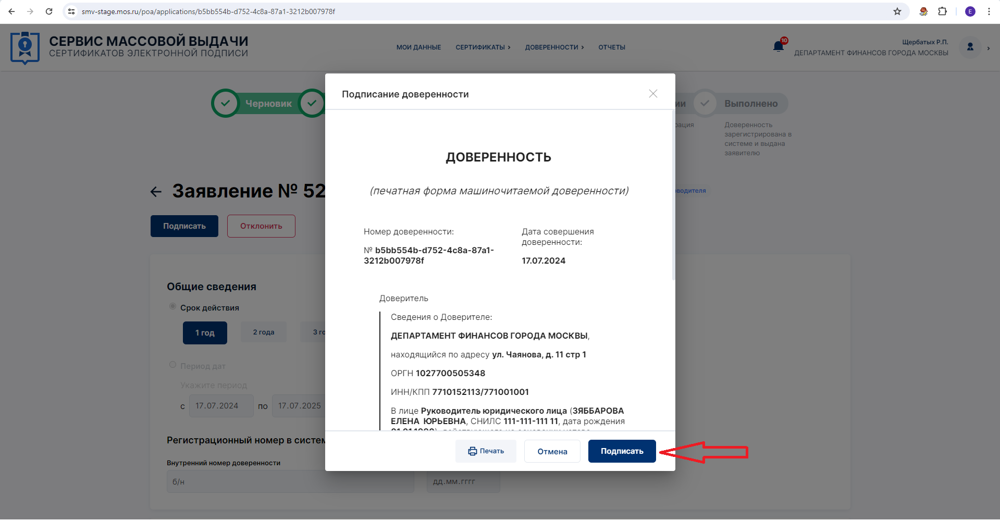 smv-stage.mos.ru/poa/applications/b5bb554b-d752-4c8a-87a1-3212b007978f
E
СЕРВИС МАССОВОЙ ВЫДАЧИ
СЕРТИФИКАТОВ ЭЛЕКТРОННОЙ ПОДПИСИ
МОИ ДАННЫЕ
СЕРТИФИКАТЫ
ДОВЕРЕННОСТИ
ОТЧЕТЫ
10
Щербатых Р.П.
ДЕПАРТАМЕНТ ФИНАНСОВ ГОРОДА МОСКВЫ
Черновик
ии
Выполнено
рация
Доверенность
зарегистрирована в
системе и выдана
заявителю
Заявление № 52
водителя
Подписать
Отклонить
Общие сведения
Срок действия
1 год
2 года
3 го
Период дат
Укажите период
с 17.07.2024 по 17.07.2025
Регистрационный номер в систем
Внутренний номер доверенности
б/н
дд.мм.гггг
Подписание доверенности
ДОВЕРЕННОСТЬ
(печатная форма машиночитаемой доверенности)
Номер доверенности:
№ b5bb554b-d752-4c8a-87a1-
3212b007978f
Дата совершения
доверенности:
17.07.2024
Доверитель
Сведения о Доверителе:
ДЕПАРТАМЕНТ ФИНАНСОВ ГОРОДА МОСКВЫ,
находящийся по адресу ул. Чаянова, д. 11 стр 1
ОРГН 1027700505348
ИНН/КПП 7710152113/771001001
В лице Руководитель юридического лица (ЗЯББАРОВА
ЕЛЕНА ЮРЬЕВНА, СНИЛС 111-111-111 11, дата рождения
Печать
Отмена
Подписать